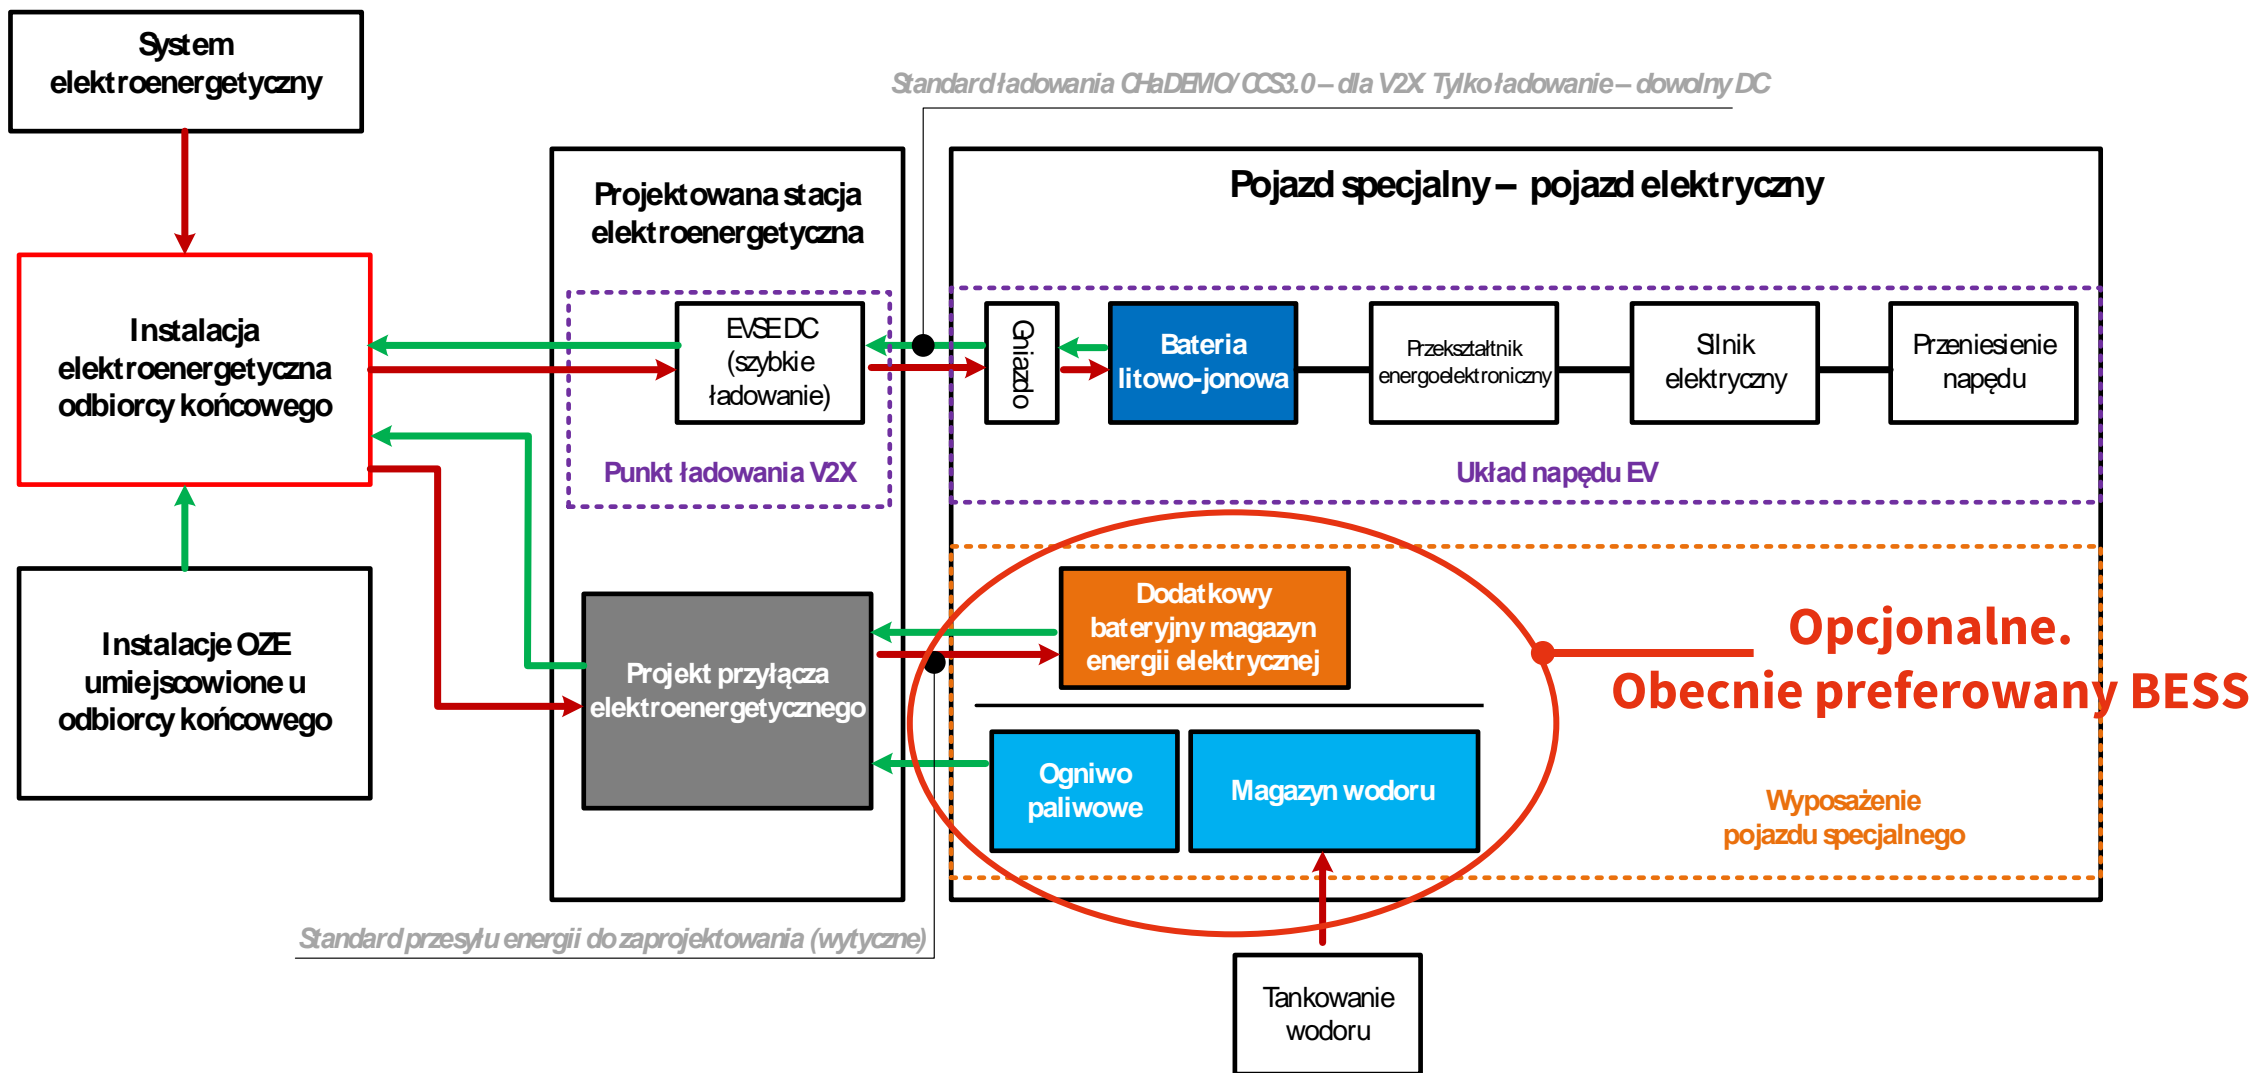 System
elektroenergetyczny
Standard ładowania CHaDEMO/ CCS3.0 – dla V2X. Tylko ładowanie – dowolny DC
Projektowana stacja
elektroenergetyczna
Pojazd specjalny – pojazd elektryczny
Instalacja
elektroenergetyczna
odbiorcy końcowego
EVSE DC
(szybkie
ładowanie)
Punkt ładowania V2X
Gniazdo
Bateria
litowo-jonowa
Przekształtnik
energoelektroniczny
Silnik
elektryczny
Przeniesienie
napędu
Układ napędu EV
Instalacje OZE
umiejscowione u
odbiorcy końcowego
Projekt przyłącza
elektroenergetycznego
Dodatkowy
bateryjny magazyn
energii elektrycznej
Opcjonalne.
Obecnie preferowany BESS
Ogniwo
paliwowe
Magazyn wodoru
Wyposażenie
pojazdu specjalnego
Standard przesyłu energii do zaprojektowania (wytyczne)
Tankowanie
wodoru